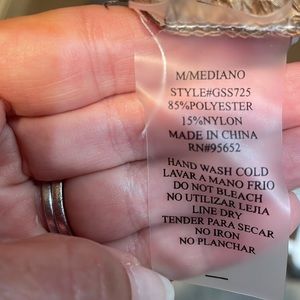 M/MEDIANO
STYLE#GSS725
85%POLYESTER
15%NYLON
MADE IN CHINA
RN#95652
HAND WASH COLD
LAVAR A MANO FRIO
DO NOT BLEACH
NO UTILIZAR LEJIA
LINE DRY
TENDER PARA SECAR
NO IRON
NO PLANCHAR